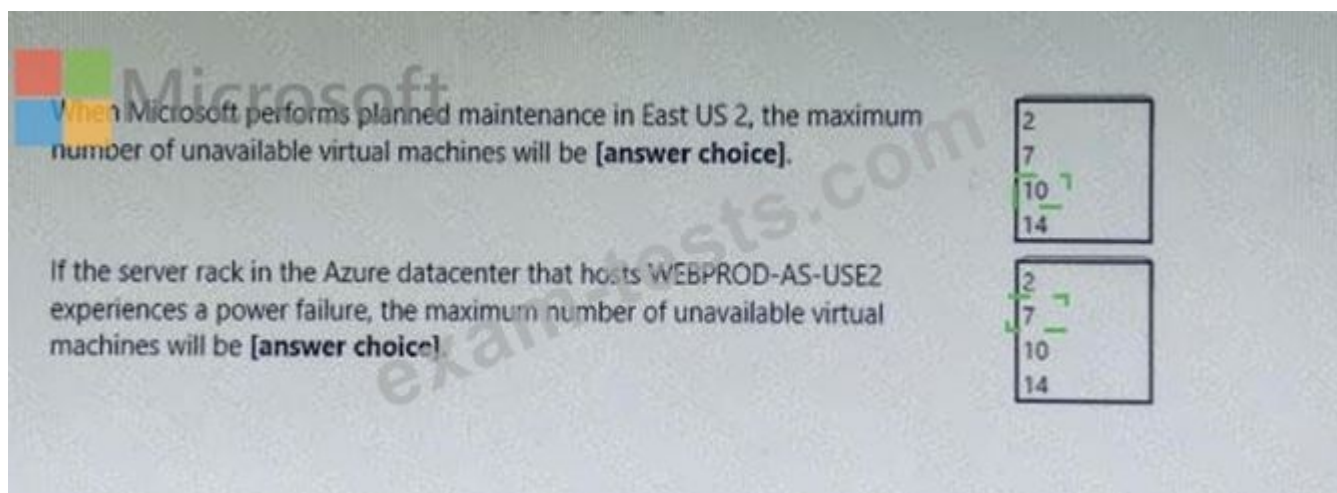 Microsoft
When Microsoft performs planned maintenance in East US 2, the maximum
number of unavailable virtual machines will be [answer choice].
2
7
10
14
If the server rack in the Azure datacenter that hosts WEBPROD-AS-USE2
experiences a power failure, the maximum number of unavailable virtual
machines will be [answer choice]
2
7
10
14
exam-tests.com